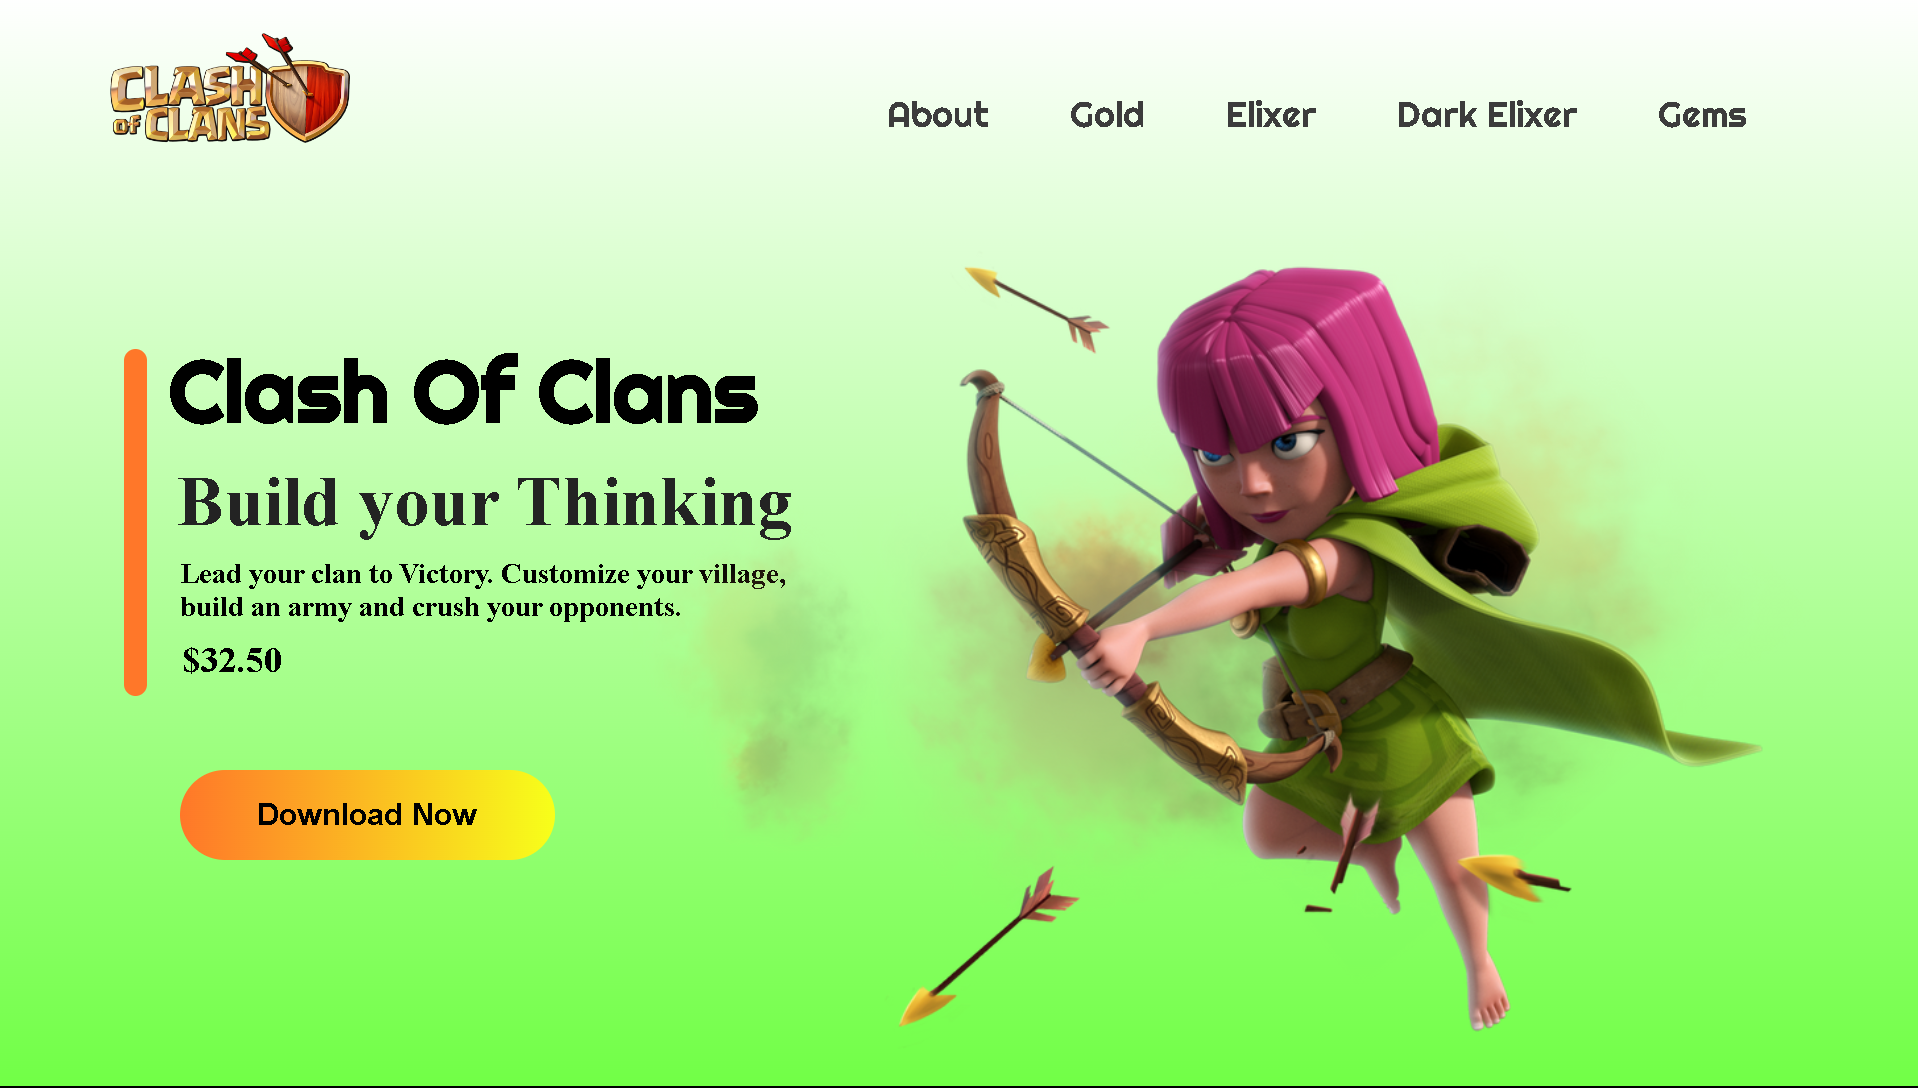 CLASH
OF CLANS
About Gold Elixer Dark Elixer Gems
Clash Of Clans
Build your Thinking
Lead your clan to Victory. Customize your village,
build an army and crush your opponents.
$32.50
Download Now